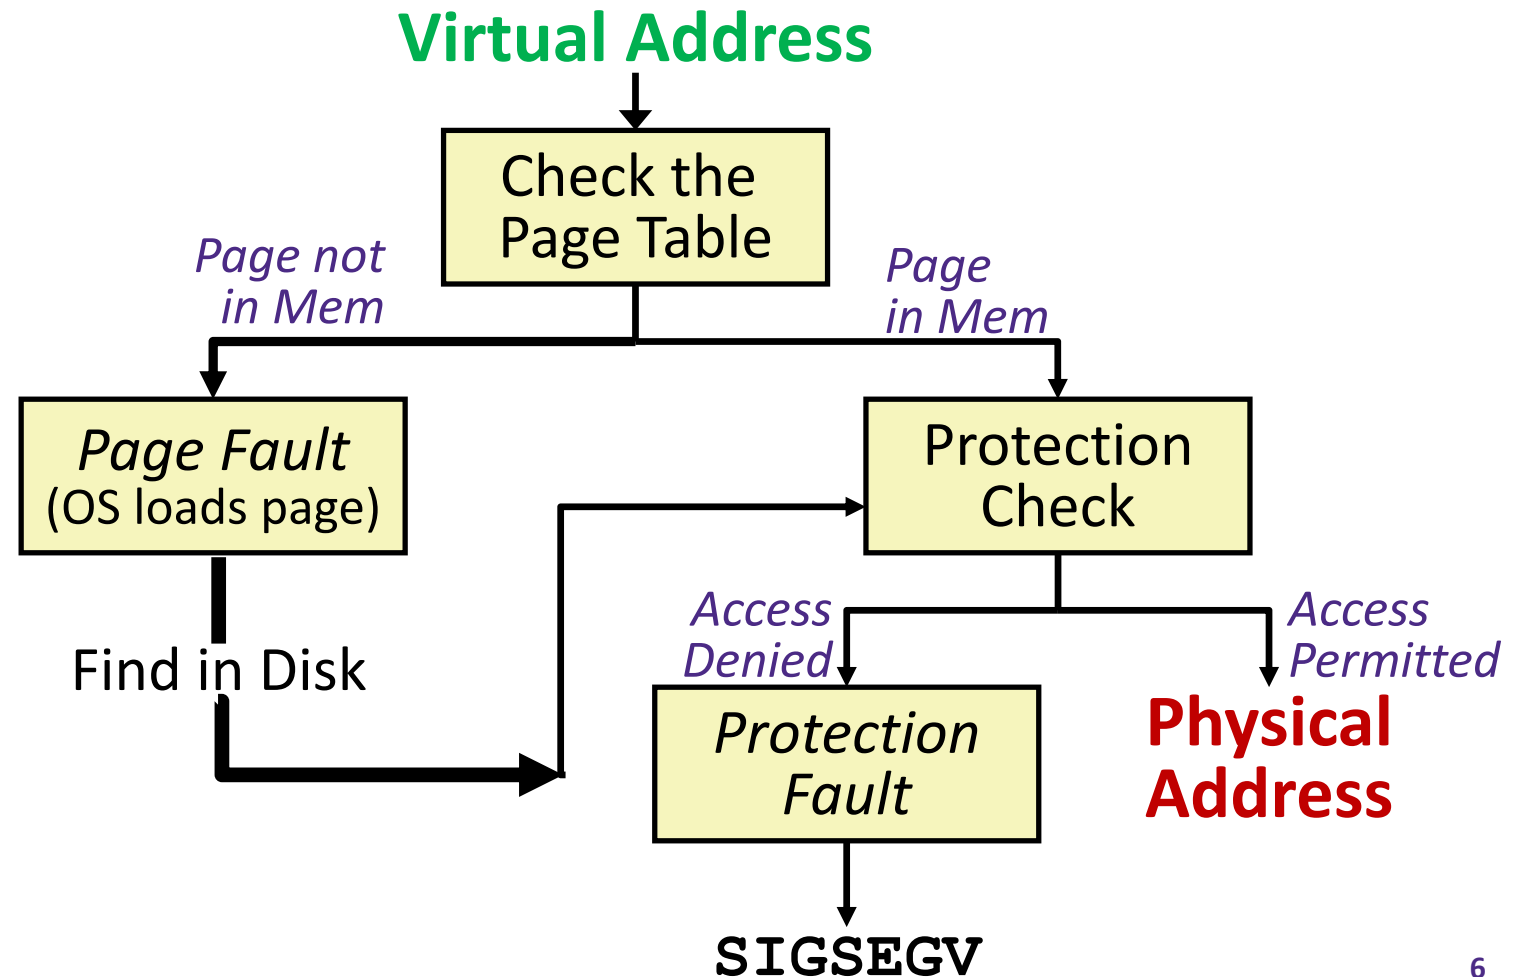 Virtual Address
Check the
Page Table
Page not
in Mem
Page
in Mem
Page Fault
(OS loads page)
Protection
Check
Find in Disk
Access
Denied
Access
Permitted
Protection
Fault
Physical
Address
SIGSEGV
6